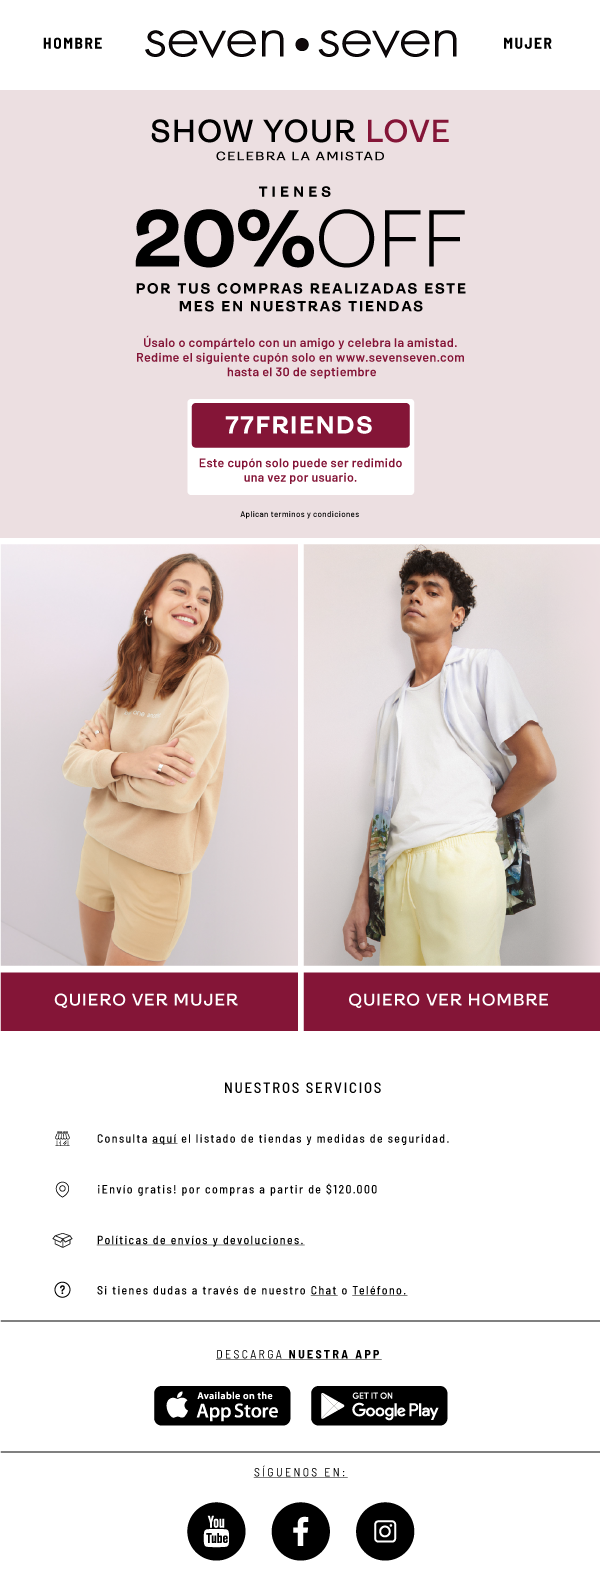 HOMBRE
seven•seven
MUJER
SHOW YOUR LOVE
CELEBRA LA AMISTAD
TIENES
20%OFF
POR TUS COMPRAS REALIZADAS ESTE
MES EN NUESTRAS TIENDAS
Úsalo o compártelo con un amigo y celebra la amistad.
Redime el siguiente cupón solo en www.sevenseven.com
hasta el 30 de septiembre
77FRIENDS
Este cupón solo puede ser redimido
una vez por usuario.
Aplican terminos y condiciones
QUIERO VER MUJER
QUIERO VER HOMBRE
NUESTROS SERVICIOS
Consulta aquí el listado de tiendas y medidas de seguridad.
¡Envío gratis! por compras a partir de $120.000
Políticas de envíos y devoluciones.
Si tienes dudas a través de nuestro Chat o Teléfono.
DESCARGA NUESTRA APP
Available on the
App Store
GET IT ON
Google Play
SÍGUENOS EN:
You
Tube